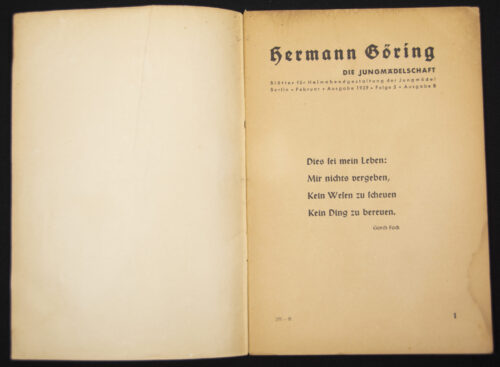 Hermann Göring
DIE JUNGMÄDELSCHAFT
Blätter für Heimabendgestaltung der Jungmädel
Berlin • Februar • Ausgabe 1939 • Folge 5 • Ausgabe B
Dies sei mein Leben:
Mir nichts vergeben,
Kein Wesen zu scheuen
Kein Ding zu bereuen.
Gorch Fock
1